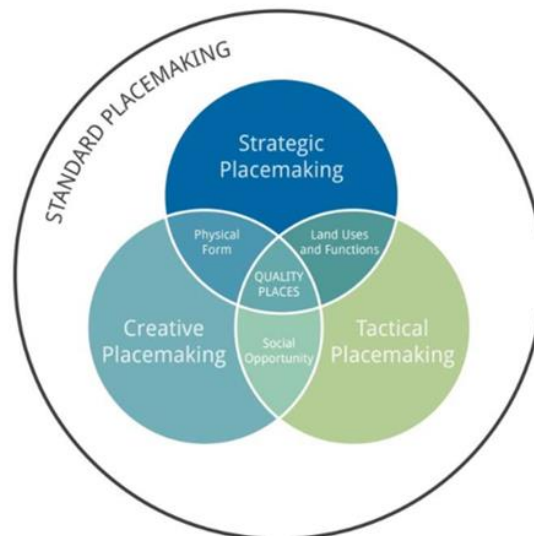 STANDARD PLACEMAKING
Strategic
Placemaking
Physical
Form
Land Uses
and Functions
QUALITY
PLACES
Creative
Placemaking
Social
Opportunity
Tactical
Placemaking